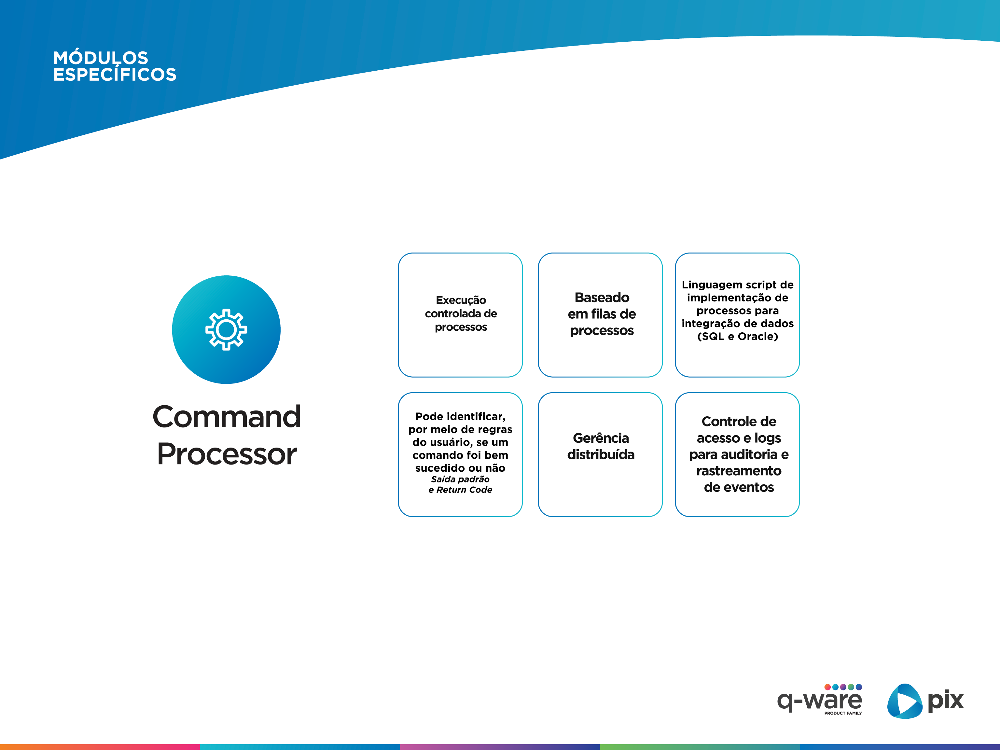 MÓDULOS
ESPECÍFICOS
Command
Processor
Execução
controlada de
processos
Baseado
em filas de
processos
Linguagem script de
implementação de
processos para
integração de dados
(SQL e Oracle)
Pode identificar,
por meio de regras
do usuário, se um
comando foi bem
sucedido ou não
Saída padrão
e Return Code
Gerência
distribuída
Controle de
acesso e logs
para auditoria e
rastreamento
de eventos
q-ware
PRODUCT FAMILY
pix